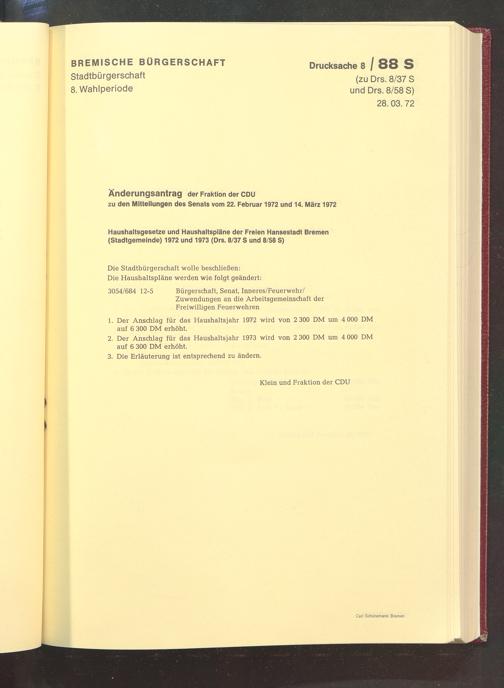 BREMISCHE BÜRGERSCHAFT
Stadtbürgerschaft
8. Wahlperiode
Drucksache 8 / 88 S
(zu Drs. 8/37 S
und Drs. 8/58 S)
28. 03. 72
Änderungsantrag der Fraktion der CDU
zu den Mitteilungen des Senats vom 22. Februar 1972 und 14. März 1972
Haushaltsgesetze und Haushaltspläne der Freien Hansestadt Bremen
(Stadtgemeinde) 1972 und 1973 (Drs. 8/37 S und 8/58 S)
Die Stadtbürgerschaft wolle beschließen:
Die Haushaltspläne werden wie folgt geändert:
3054/684 12-5 Bürgerschaft, Senat, Inneres/Feuerwehr/
Zuwendungen an die Arbeitsgemeinschaft der
Freiwilligen Feuerwehren
1. Der Anschlag für das Haushaltsjahr 1972 wird von 2 300 DM um 4 000 DM
auf 6 300 DM erhöht.
2. Der Anschlag für das Haushaltsjahr 1973 wird von 2 300 DM um 4 000 DM
auf 6 300 DM erhöht.
3. Die Erläuterung ist entsprechend zu ändern.
Klein und Fraktion der CDU
Carl Schünemann Bremen